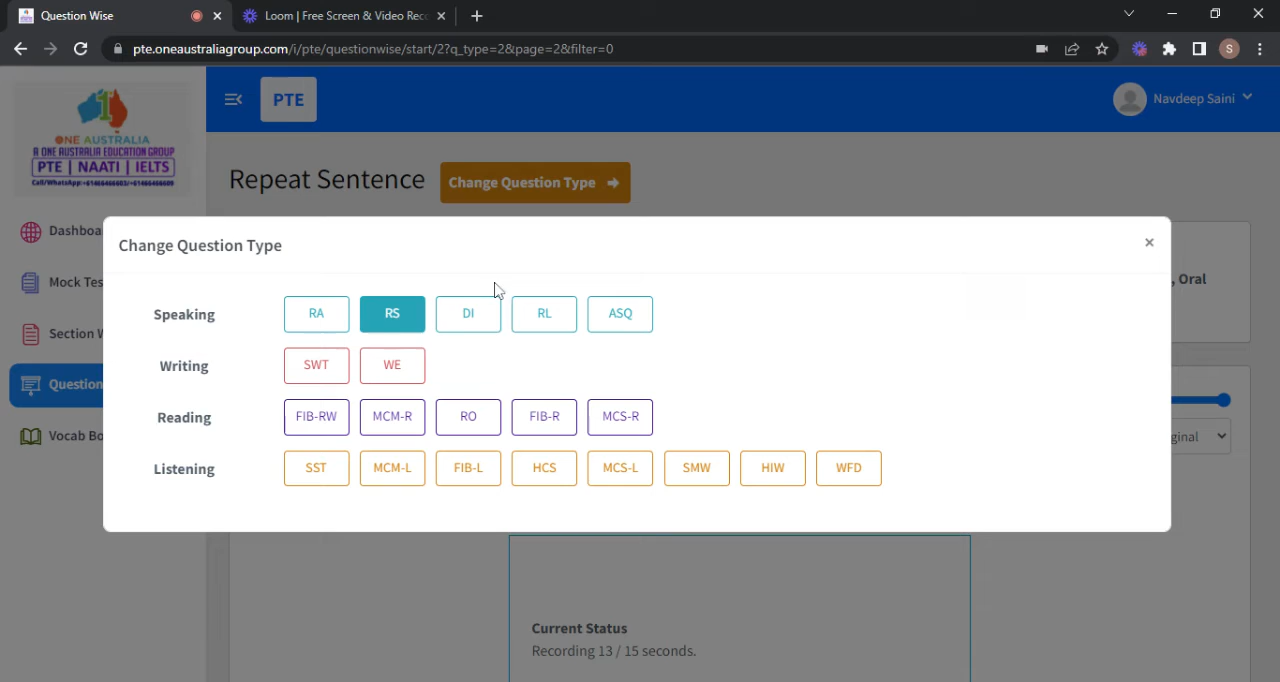 Question Wise
Loom | Free Screen & Video Rec
pte.oneaustraliagroup.com/i/pte/questionwise/start/2?q_type=2&page=2&filter=0
S
1
ONE AUSTRALIA
A ONE AUSTRALIA EDUCATION GROUP
PTE | NAATI | IELTS
PTE
Navdeep Saini
Repeat Sentence
Change Question Type
Dashboa
Mock Tes
Section W
Question
Vocab Bo
, Oral
ginal
Change Question Type
×
Speaking RA RS DI RL ASQ
Writing SWT WE
Reading FIB-RW MCM-R RO FIB-R MCS-R
Listening SST MCM-L FIB-L HCS MCS-L SMW HIW WFD
Current Status
Recording 13 / 15 seconds.